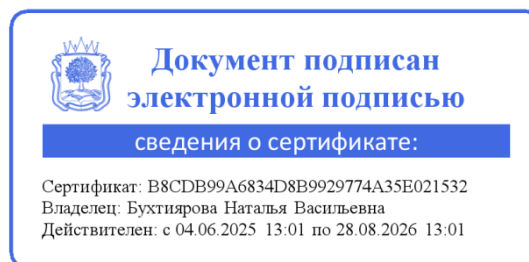 Документ подписан
электронной подписью
сведения о сертификате:
Сертификат: B8CDB99A6834D8B9929774A35E021532
Владелец: Бухтиярова Наталья Васильевна
Действителен: с 04.06.2025 13:01 по 28.08.2026 13:01